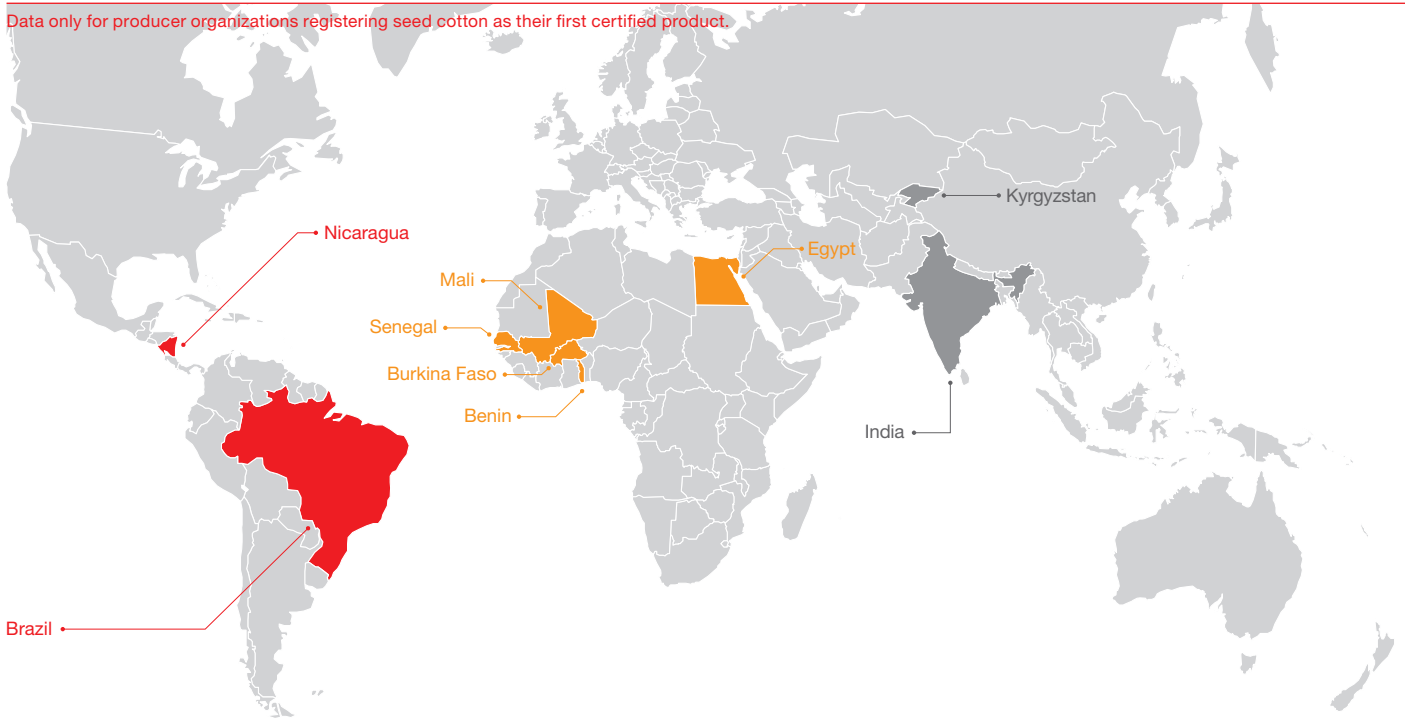 Data only for producer organizations registering seed cotton as their first certified product.
Kyrgyzstan
Nicaragua
Egypt
Mali
Senegal
Burkina Faso
Benin
India
Brazil